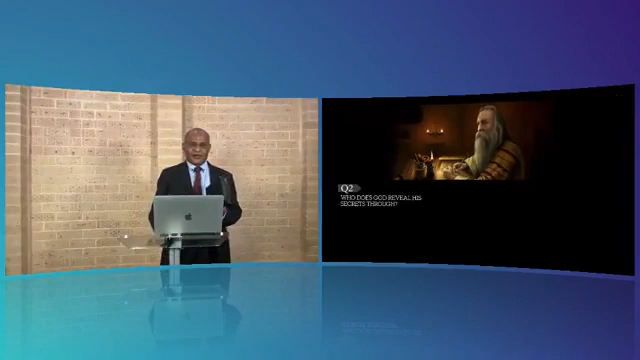 Q2
WHO DOES GOD REVEAL HIS
SECRETS THROUGH?